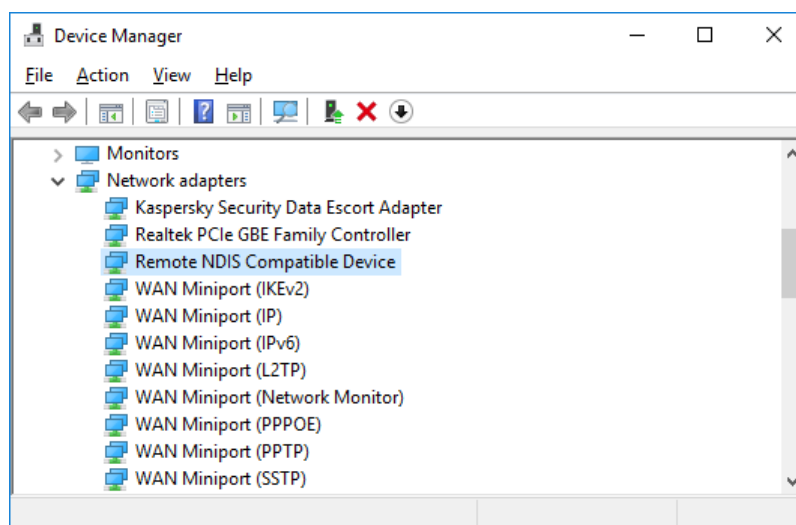 Device Manager
File Action View Help
Monitors
Network adapters
Kaspersky Security Data Escort Adapter
Realtek PCIe GBE Family Controller
Remote NDIS Compatible Device
WAN Miniport (IKEv2)
WAN Miniport (IP)
WAN Miniport (IPv6)
WAN Miniport (L2TP)
WAN Miniport (Network Monitor)
WAN Miniport (PPPOE)
WAN Miniport (PPTP)
WAN Miniport (SSTP)